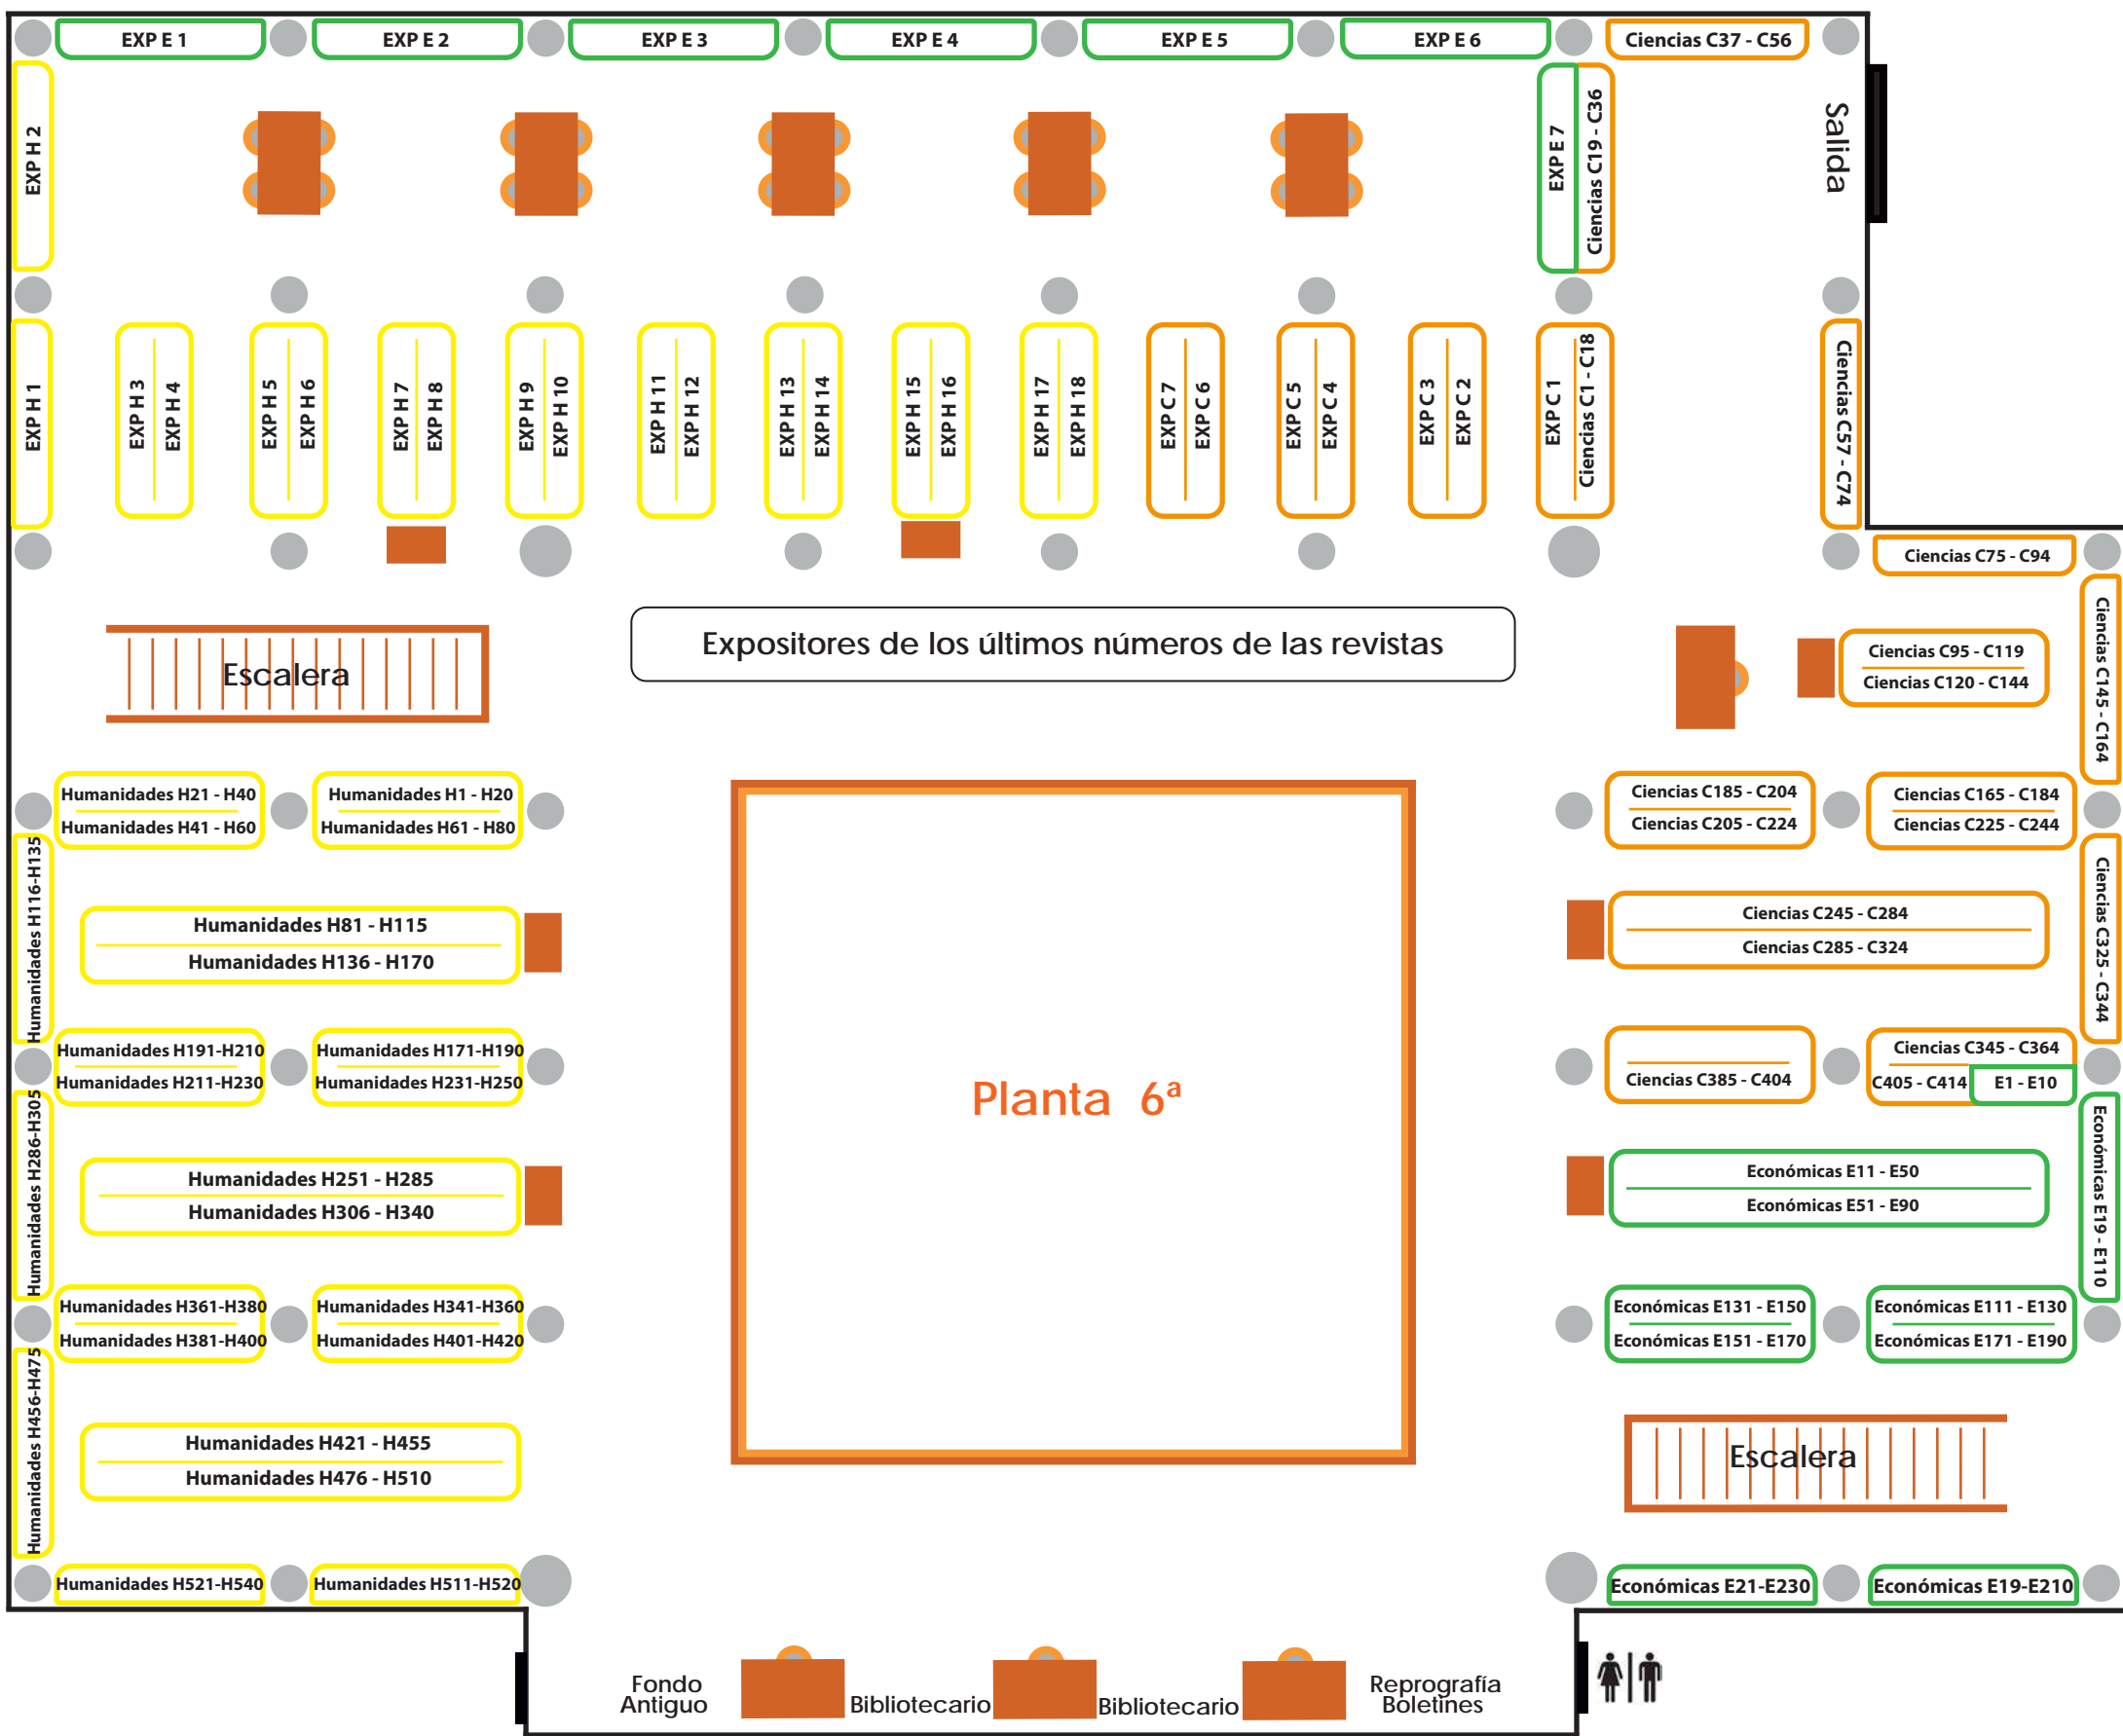 EXP E 1
EXP E 2
EXP E 3
EXP E 4
EXP E 5
EXP E 6
Ciencias C37 - C56
EXP H 2
EXP E 7
Ciencias C19 - C36
Salida
EXP H 1
EXP H 3
EXP H 4
EXP H 5
EXP H 6
EXP H 7
EXP H 8
EXP H 9
EXP H 10
EXP H 11
EXP H 12
EXP H 13
EXP H 14
EXP H 15
EXP H 16
EXP H 17
EXP H 18
EXP C 7
EXP C 6
EXP C 5
EXP C 4
EXP C 3
EXP C 2
EXP C 1
Ciencias C1 - C18
Ciencias C57 - C74
Ciencias C75 - C94
Escalera
Expositores de los últimos números de las revistas
Ciencias C95 - C119
Ciencias C120 - C144
Ciencias C145 - C164
Humanidades H21 - H40
Humanidades H41 - H60
Humanidades H1 - H20
Humanidades H61 - H80
Ciencias C185 - C204
Ciencias C205 - C224
Ciencias C165 - C184
Ciencias C225 - C244
Humanidades H116-H135
Humanidades H81 - H115
Humanidades H136 - H170
Ciencias C245 - C284
Ciencias C285 - C324
Ciencias C325 - C344
Humanidades H191-H210
Humanidades H211-H230
Humanidades H171-H190
Humanidades H231-H250
Planta 6ª
Ciencias C385 - C404
Ciencias C345 - C364
C405 - C414
E1 - E10
Humanidades H286-H305
Humanidades H251 - H285
Humanidades H306 - H340
Económicas E11 - E50
Económicas E51 - E90
Económicas E19 - E110
Humanidades H361-H380
Humanidades H381-H400
Humanidades H341-H360
Humanidades H401-H420
Económicas E131 - E150
Económicas E151 - E170
Económicas E111 - E130
Económicas E171 - E190
Humanidades H456-H475
Humanidades H421 - H455
Humanidades H476 - H510
Escalera
Humanidades H521-H540
Humanidades H511-H520
Económicas E21-E230
Económicas E19-E210
Fondo
Antiguo
Bibliotecario
Bibliotecario
Reprografía
Boletines